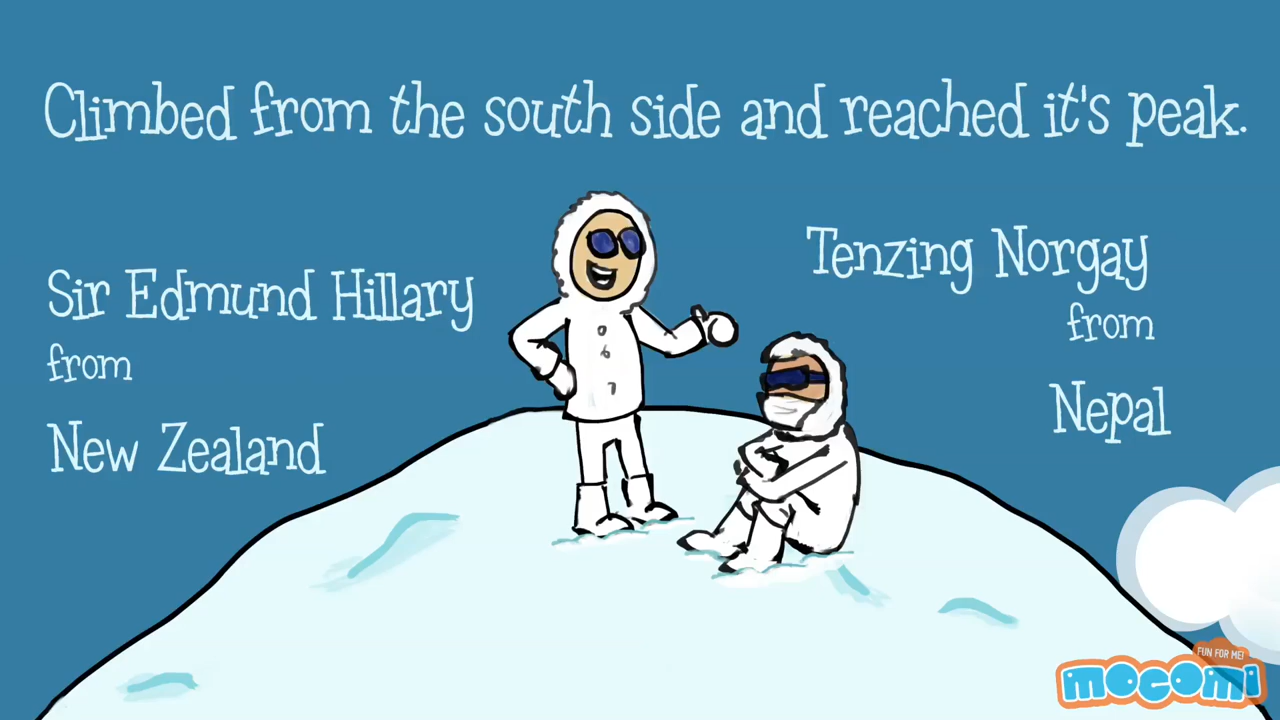 Climbed from the south side and reached it's peak.
Sir Edmund Hillary
from
New Zealand
Tenzing Norgay
from
Nepal
FUN FOR ME!
mocomi